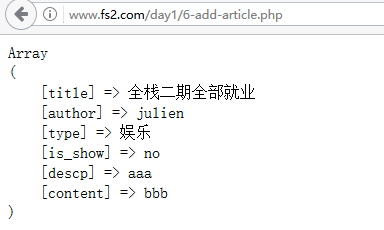 www.fs2.com/day1/6-add-article.php
Array
(
[title] => 全栈二期全部就业
[author] => julien
[type] => 娱乐
[is_show] => no
[descp] => aaa
[content] => bbb
)